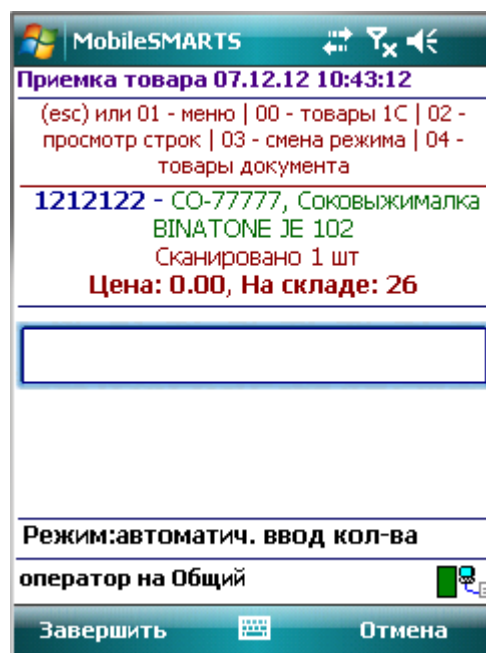 MobileSMARTS
Приемка товара 07.12.12 10:43:12
(esc) или 01 - меню | 00 - товары 1С | 02 -
просмотр строк | 03 - смена режима | 04 -
товары документа
1212122 - СО-77777, Соковыжималка
BINATONE JE 102
Сканировано 1 шт
Цена: 0.00, На складе: 26
Режим:автоматич. ввод кол-ва
оператор на Общий
Завершить
Отмена